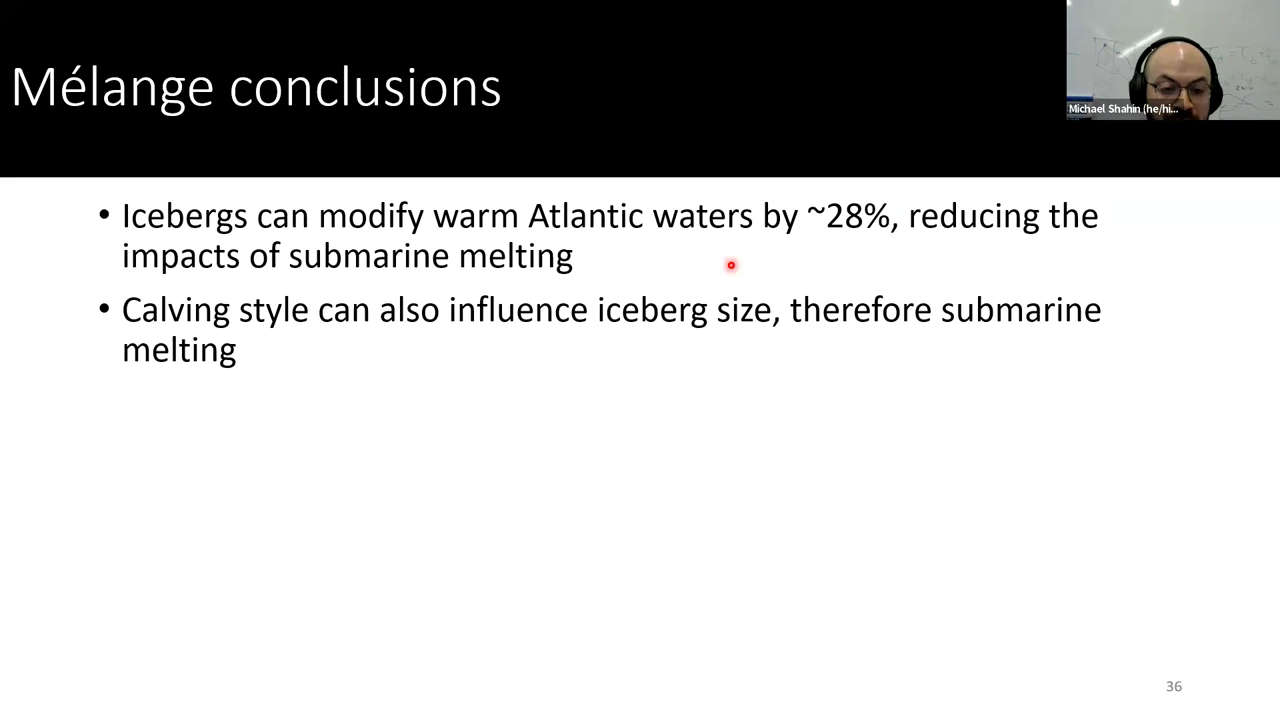 Mélange conclusions
Michael Shahin (he/hi...
• Icebergs can modify warm Atlantic waters by ~28%, reducing the
impacts of submarine melting
• Calving style can also influence iceberg size, therefore submarine
melting
36